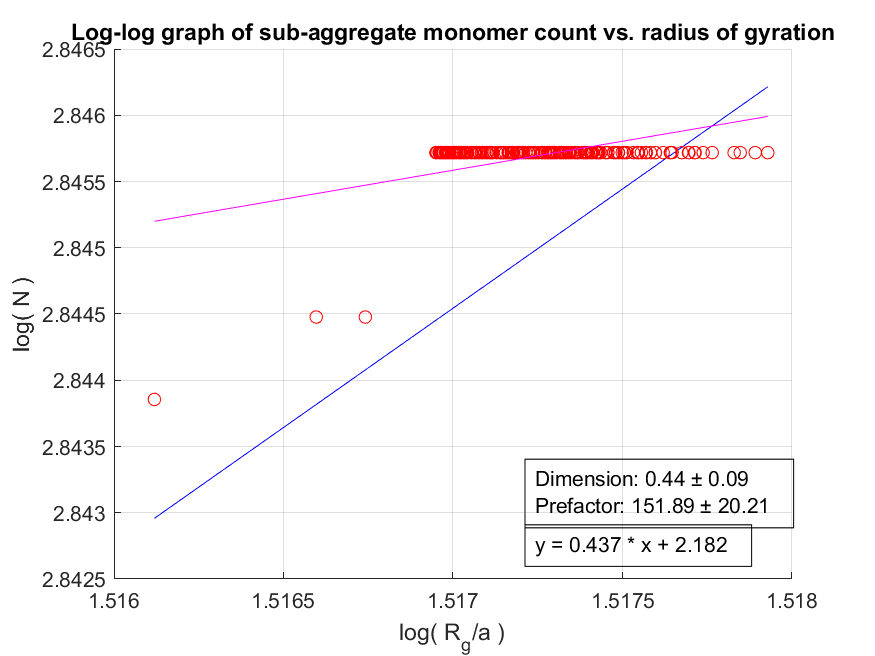 Log-log graph of sub-aggregate monomer count vs. radius of gyration
2.8465
2.846
2.8455
2.845
2.8445
2.844
2.8435
2.843
2.8425
log( N )
Dimension: 0.44 ± 0.09
Prefactor: 151.89 ± 20.21
y = 0.437 * x + 2.182
1.516 1.5165 1.517 1.5175 1.518
log( R_g/a )